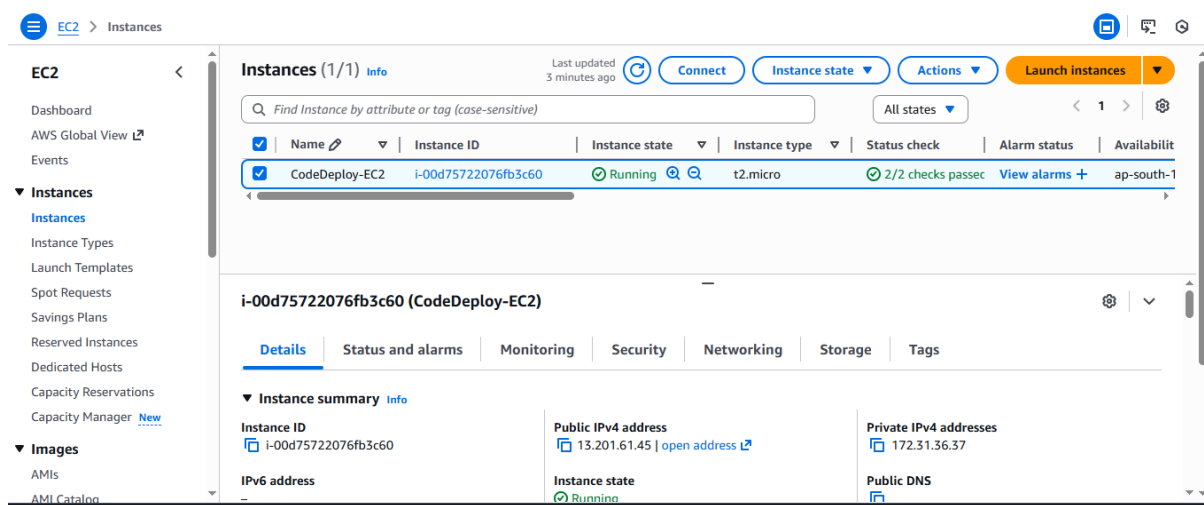 EC2 > Instances
EC2
Dashboard
AWS Global View
Events
Instances
Instances
Instance Types
Launch Templates
Spot Requests
Savings Plans
Reserved Instances
Dedicated Hosts
Capacity Reservations
Capacity Manager New
Images
AMIs
AMI Catalog
Instances (1/1) Info
Last updated
3 minutes ago
Connect
Instance state
Actions
Launch instances
Find Instance by attribute or tag (case-sensitive)
All states
1
Name Instance ID Instance state Instance type Status check Alarm status Availabilit
CodeDeploy-EC2 i-00d75722076fb3c60 Running t2.micro 2/2 checks passec View alarms + ap-south-1
i-00d75722076fb3c60 (CodeDeploy-EC2)
Details Status and alarms Monitoring Security Networking Storage Tags
Instance summary Info
Instance ID
i-00d75722076fb3c60
Public IPv4 address
13.201.61.45 | open address
Private IPv4 addresses
172.31.36.37
IPv6 address
–
Instance state
Running
Public DNS